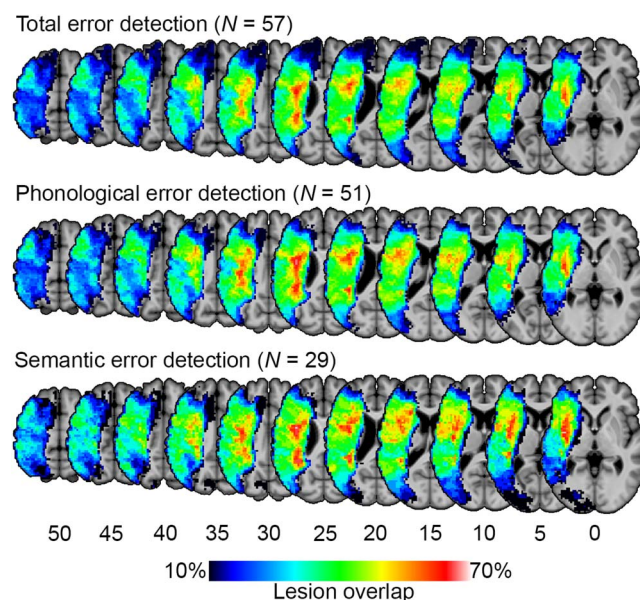 Total error detection (N = 57)
Phonological error detection (N = 51)
Semantic error detection (N = 29)
50 45 40 35 30 25 20 15 10 5 0
10% 70%
Lesion overlap